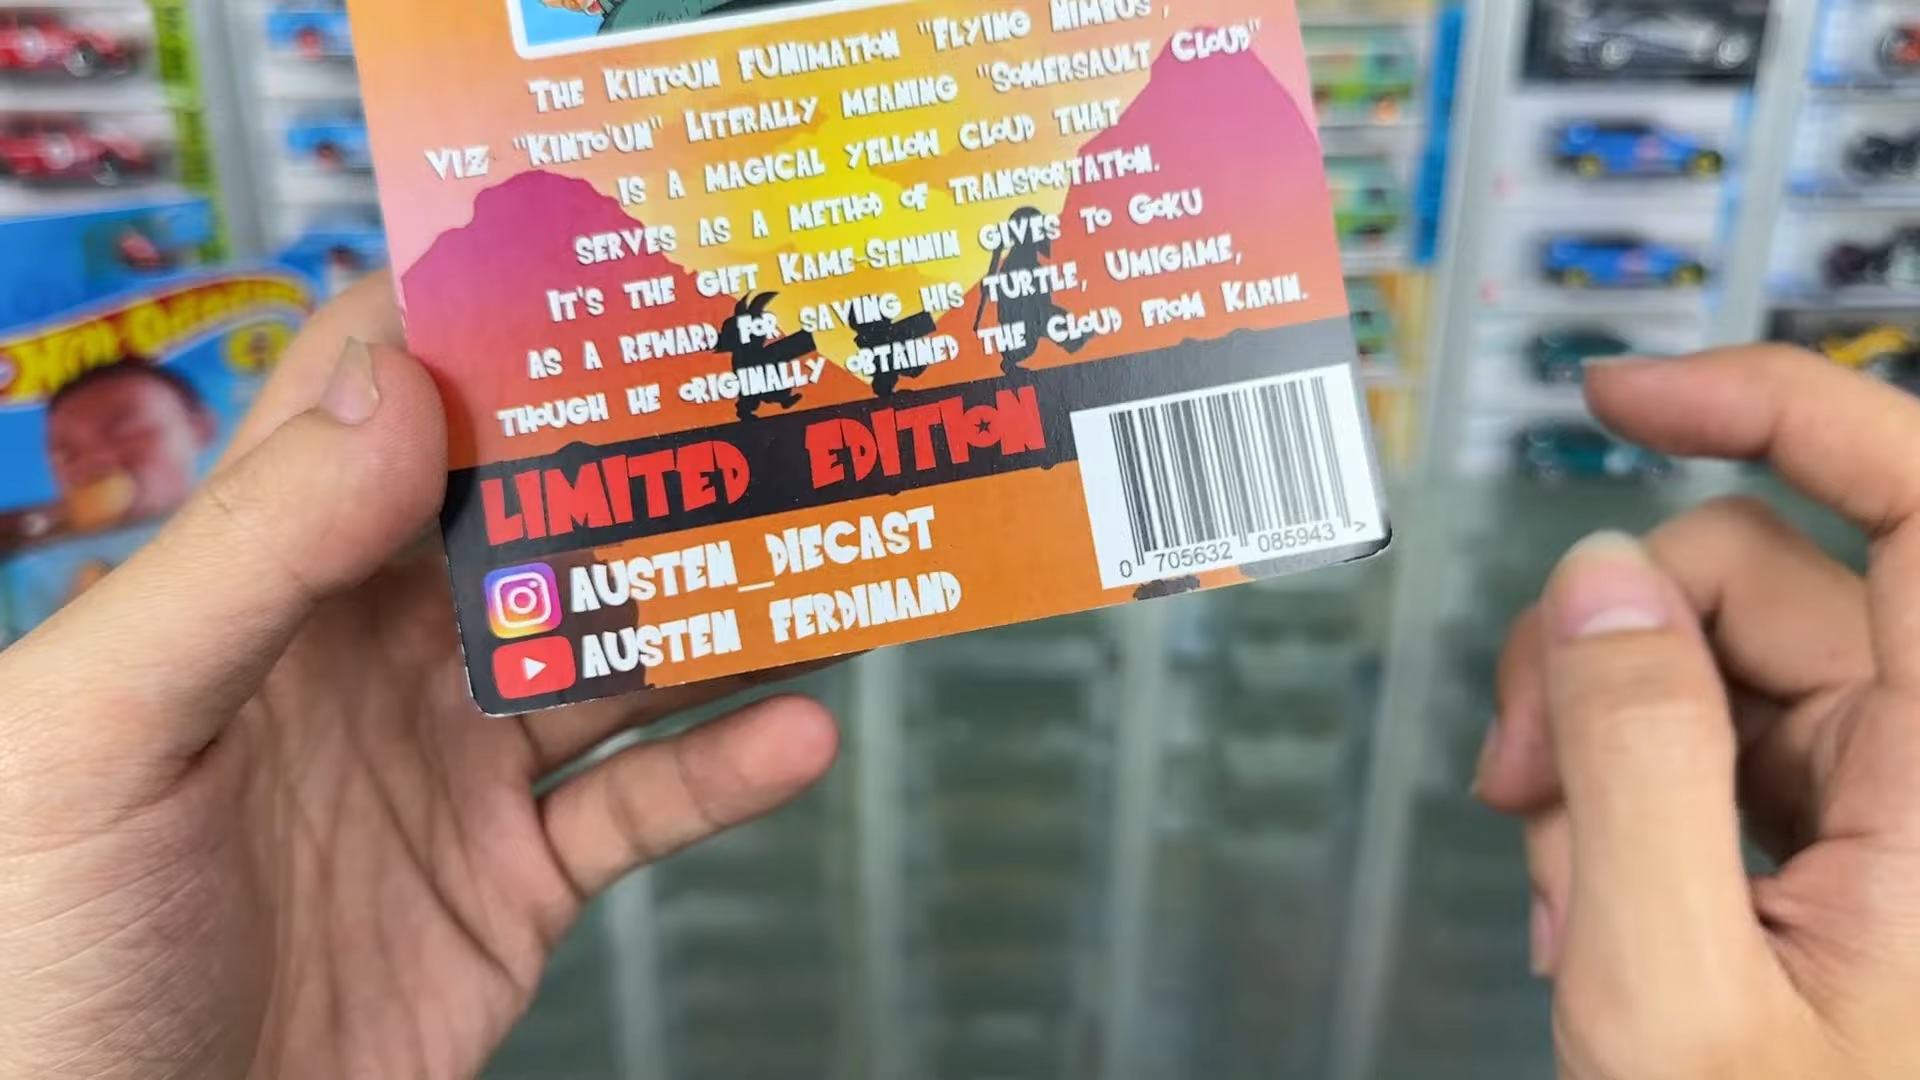 THE KINTOUN FUNIMATION "FLYING NIMBUS",
VIZ "KINTO'UN" LITERALLY MEANING "SOMERSAULT CLOUD"
IS A MAGICAL YELLOW CLOUD THAT
SERVES AS A METHOD OF TRANSPORTATION.
IT'S THE GIFT KAME-SENNIN GIVES TO GOKU
AS A REWARD FOR SAVING HIS TURTLE, UMIGAME,
THOUGH HE ORIGINALLY OBTAINED THE CLOUD FROM KARIN.
LIMITED EDITION
AUSTEN_DIECAST
AUSTEN FERDINAND
0 705632 085943 >